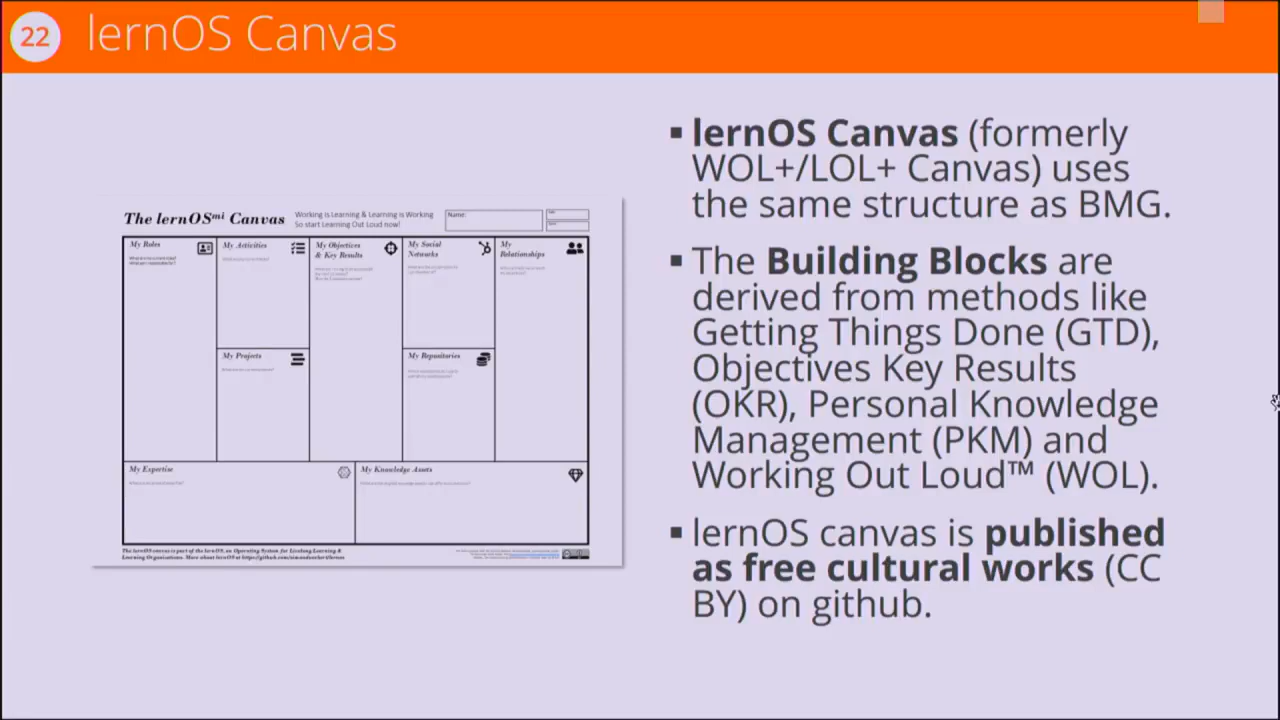 22
lernOS Canvas
The lernOSmi Canvas
Working is Learning & Learning is Working
So start Learning Out Loud now!
Name:
My Roles
My Activities
My Objectives
& Key Results
My Social
Networks
My
Relationships
My Projects
My Repositories
My Expertise
My Knowledge Assets
▪ lernOS Canvas (formerly
WOL+/LOL+ Canvas) uses
the same structure as BMG.
▪ The Building Blocks are
derived from methods like
Getting Things Done (GTD),
Objectives Key Results
(OKR), Personal Knowledge
Management (PKM) and
Working Out Loud™ (WOL).
▪ lernOS canvas is published
as free cultural works (CC
BY) on github.